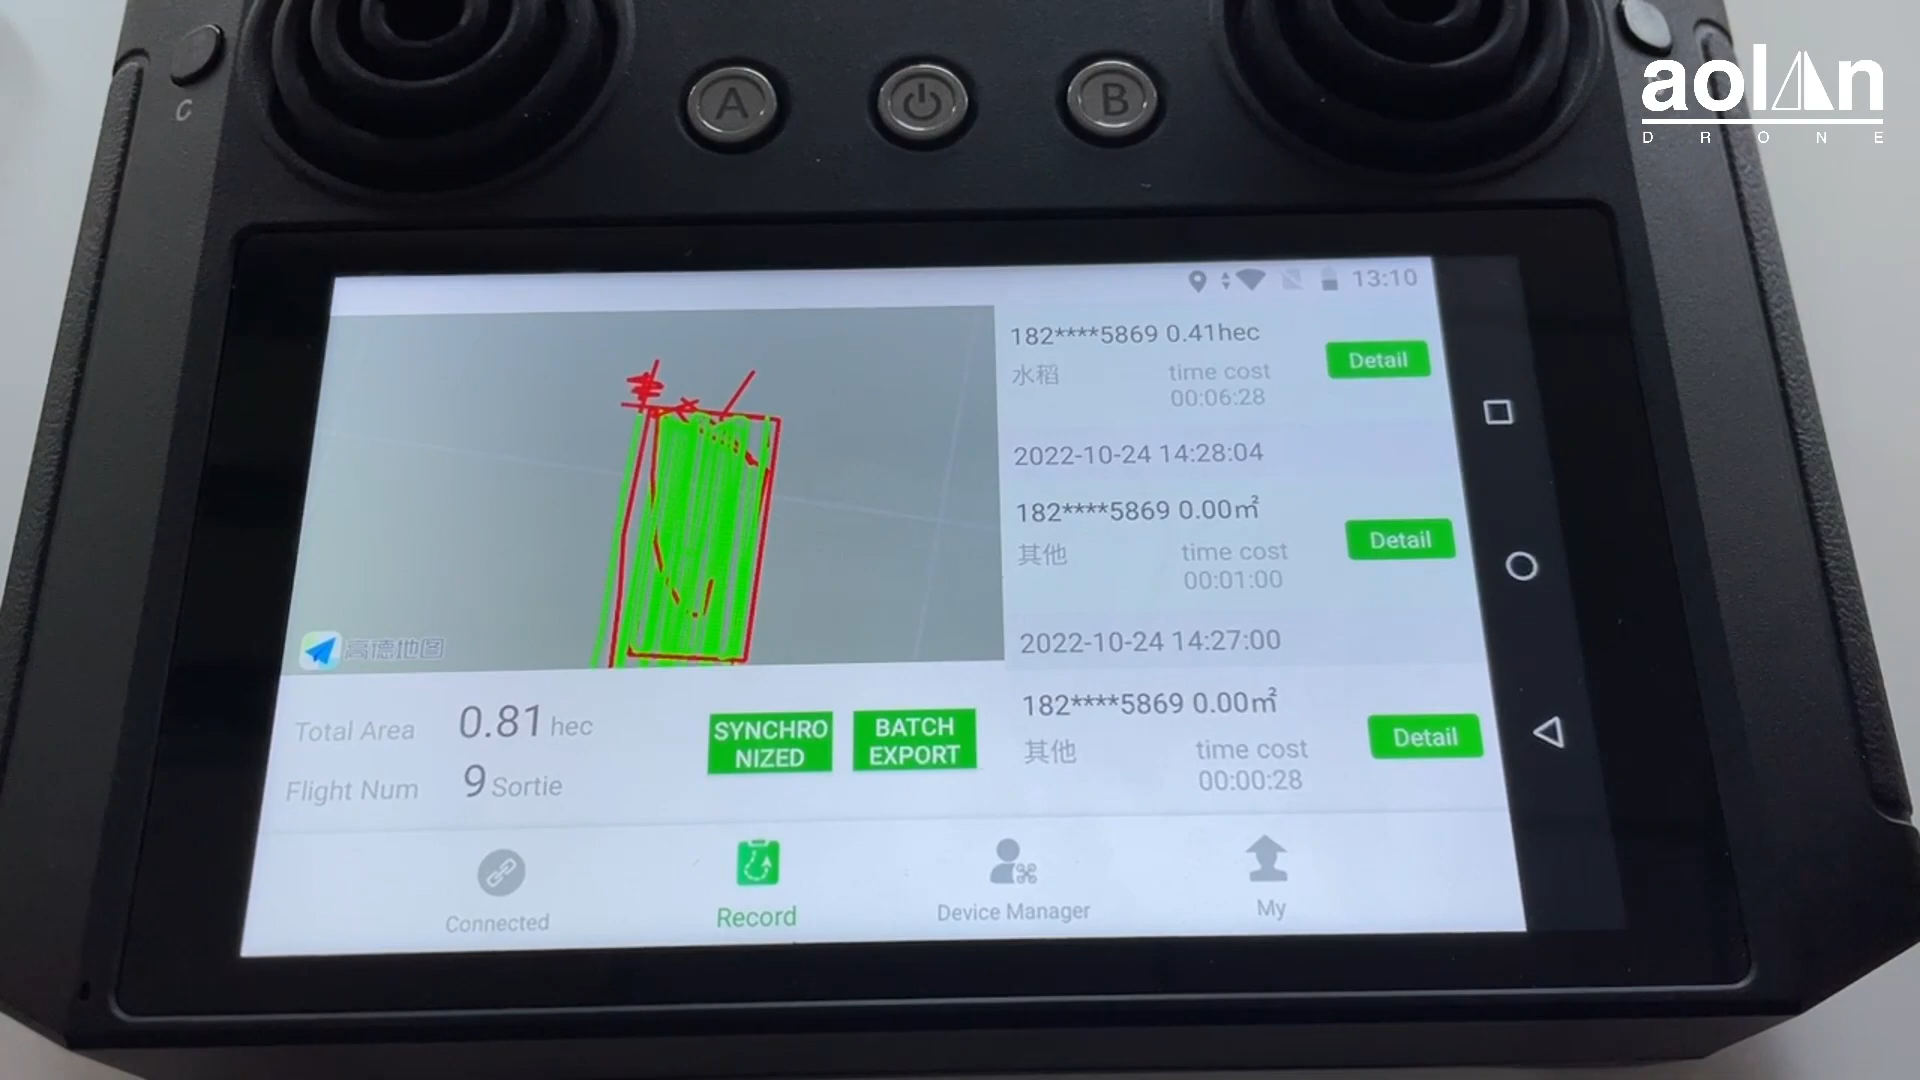 aolan
DRONE
C
A
B
13:10
182****5869 0.41hec
Detail
水稻
time cost
00:06:28
2022-10-24 14:28:04
182****5869 0.00㎡
Detail
其他
time cost
00:01:00
2022-10-24 14:27:00
182****5869 0.00㎡
Detail
其他
time cost
00:00:28
高德地图
Total Area 0.81 hec
Flight Num 9 Sortie
SYNCHRO
NIZED
BATCH
EXPORT
Connected
Record
Device Manager
My